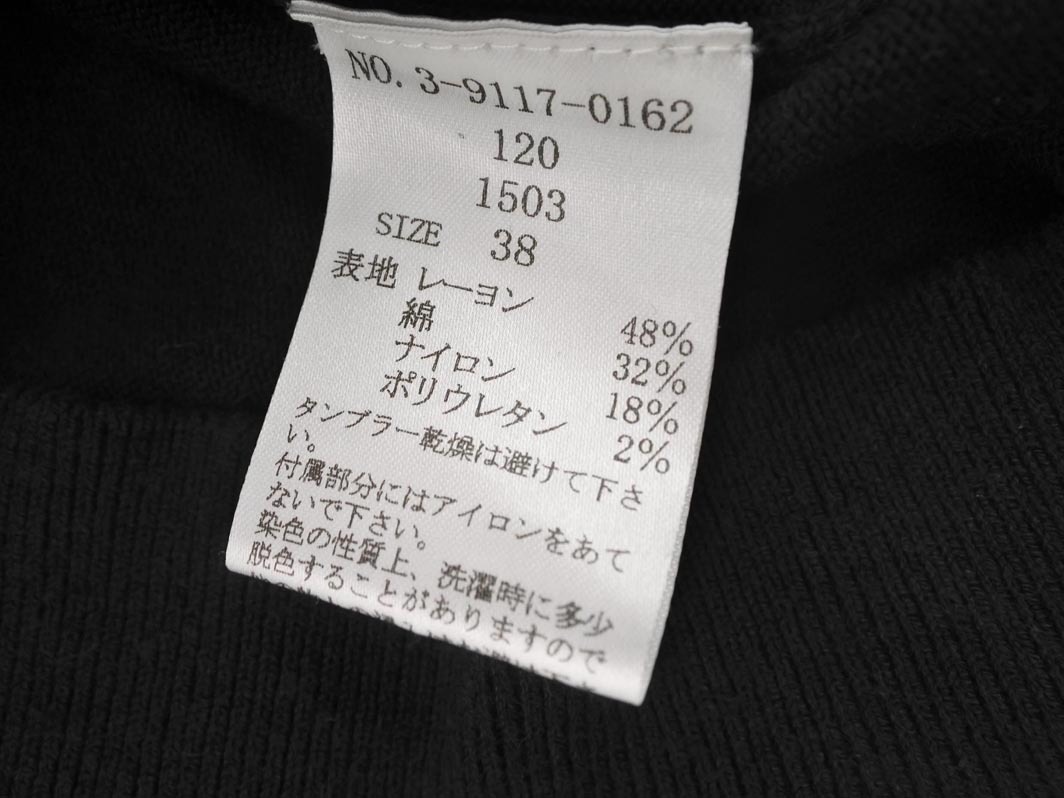 NO. 3-9117-0162
120
1503
SIZE 38
表地 レーヨン 48%
綿 32%
ナイロン 18%
ポリウレタン 2%
タンブラー乾燥は避けて下さ
い。
付属部分にはアイロンをあて
ないで下さい。
染色の性質上、洗濯時に多少
脱色することがありますので